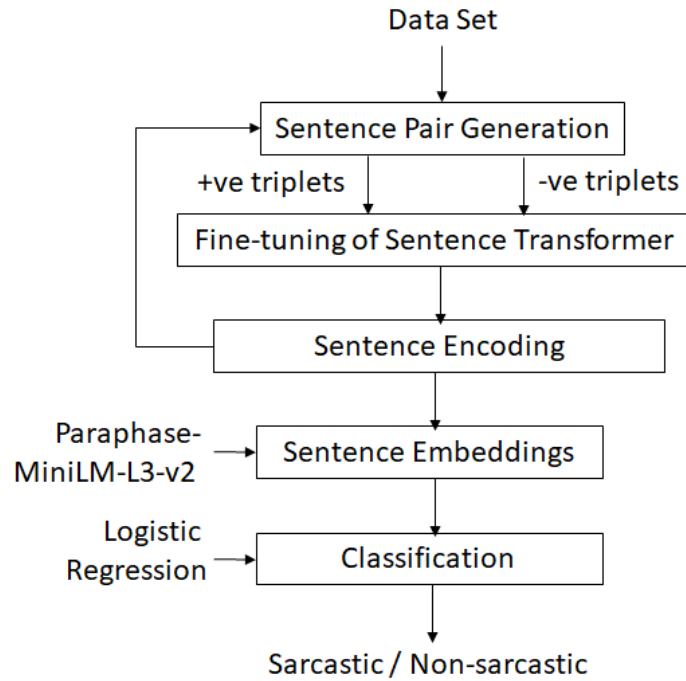 Data Set
Sentence Pair Generation
+ve triplets
-ve triplets
Fine-tuning of Sentence Transformer
Sentence Encoding
Paraphase-
MiniLM-L3-v2
Sentence Embeddings
Logistic
Regression
Classification
Sarcastic / Non-sarcastic